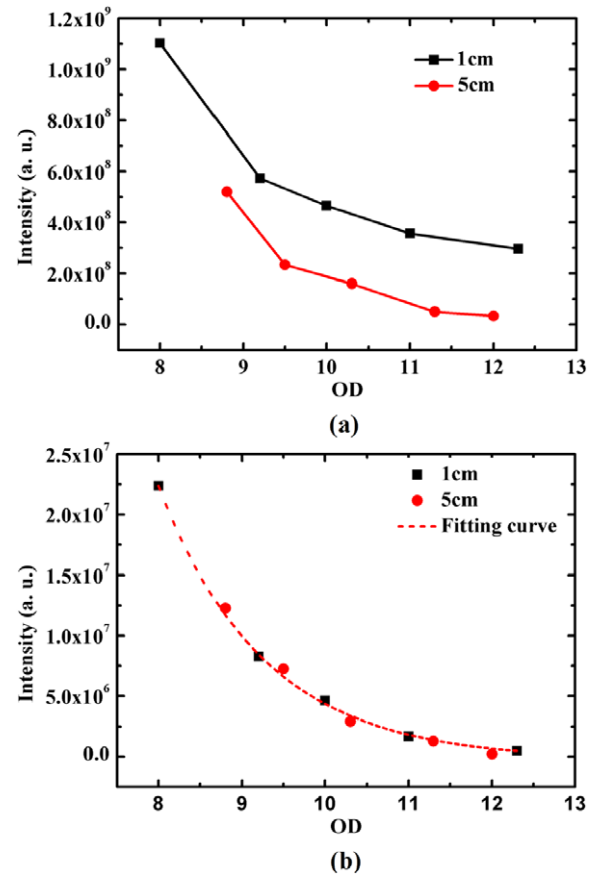 1.2x10⁹
1.0x10⁹
8.0x10⁸
6.0x10⁸
4.0x10⁸
2.0x10⁸
0.0
Intensity (a. u.)
1cm
5cm
8 9 10 11 12 13
OD
(a)
2.5x10⁷
2.0x10⁷
1.5x10⁷
1.0x10⁷
5.0x10⁶
0.0
Intensity (a. u.)
1cm
5cm
Fitting curve
8 9 10 11 12 13
OD
(b)